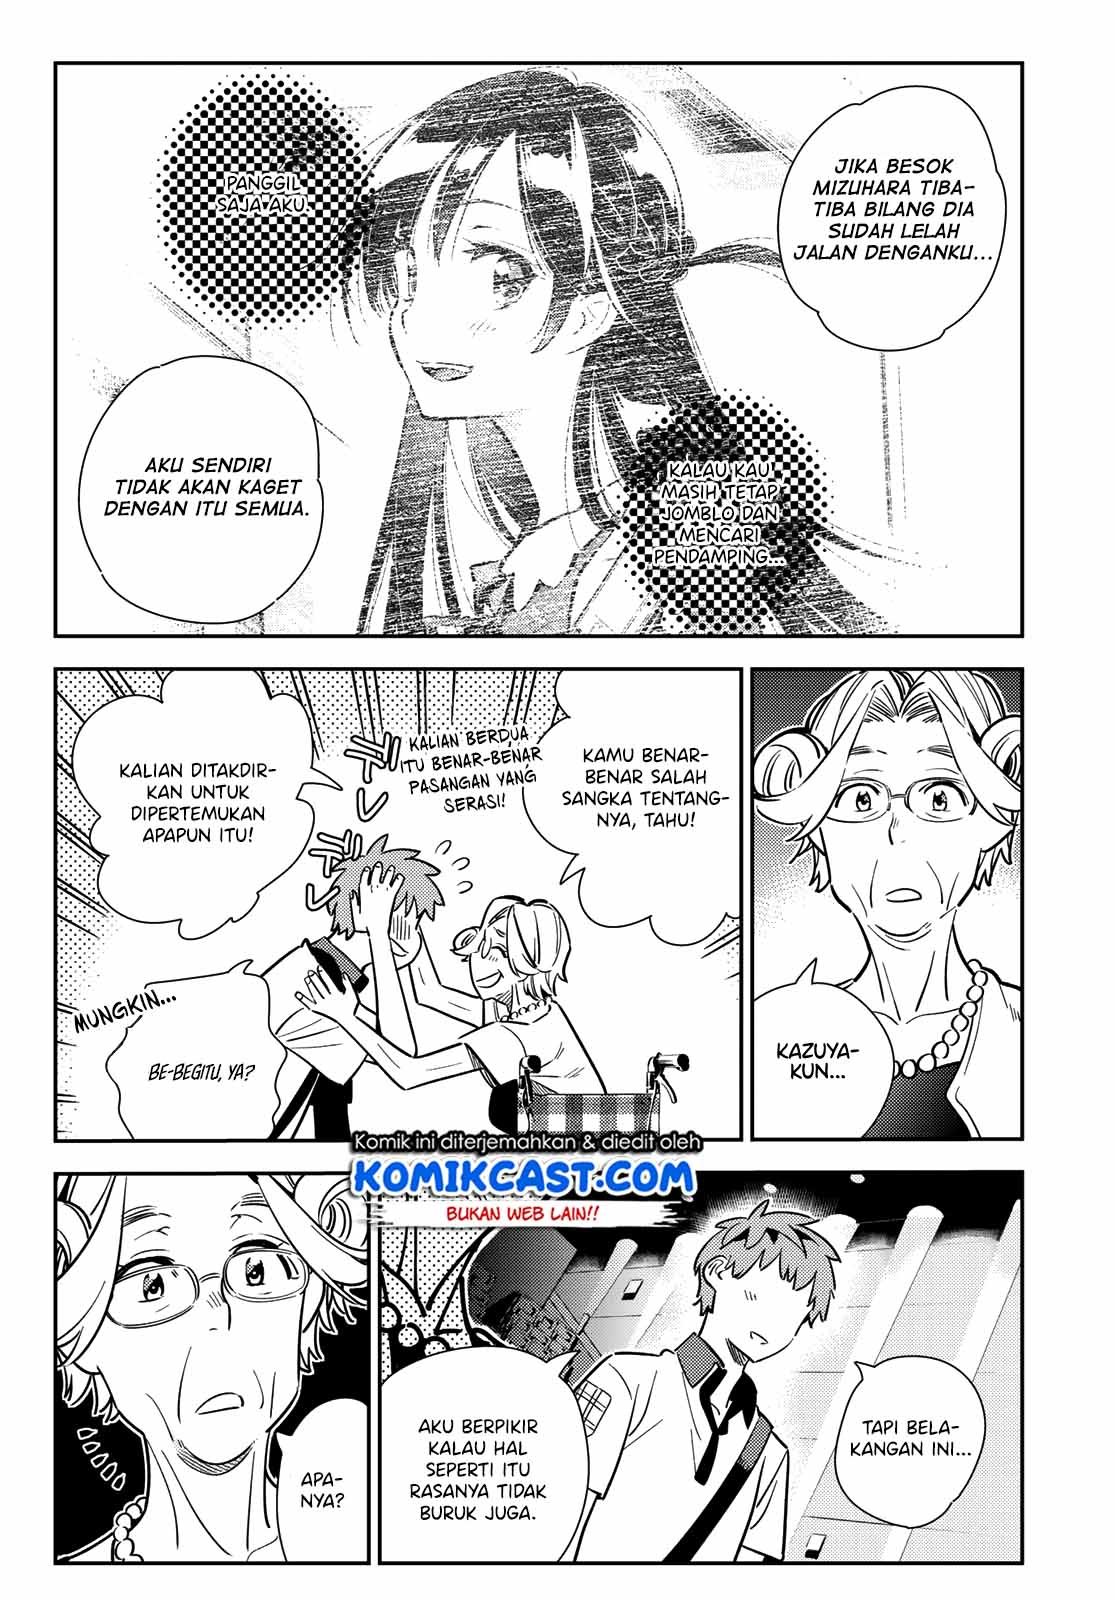 JIKA BESOK
MIZUHARA TIBA-
TIBA BILANG DIA
SUDAH LELAH
JALAN DENGANKU...
PANGGIL
SAJA AKU
KALAU KAU
MASIH TETAP
JOMBLO DAN
MENCARI
PENDAMPING...
AKU SENDIRI
TIDAK AKAN KAGET
DENGAN ITU SEMUA.
KAZUYA-
KUN...
KAMU BENAR-
BENAR SALAH
SANGKA TENTANG-
NYA, TAHU!
KALIAN BERDUA
ITU BENAR-BENAR
PASANGAN YANG
SERASI!
KALIAN DITAKDIR-
KAN UNTUK
DIPERTEMUKAN
APAPUN ITU!
MUNGKIN...
BE-BEGITU, YA?
Komik ini diterjemahkan & diedit oleh
KOMIKCAST.COM
BUKAN WEB LAIN!!
TAPI BELA-
KANGAN INI...
AKU BERPIKIR
KALAU HAL
SEPERTI ITU
RASANYA TIDAK
BURUK JUGA.
APA-
NYA?